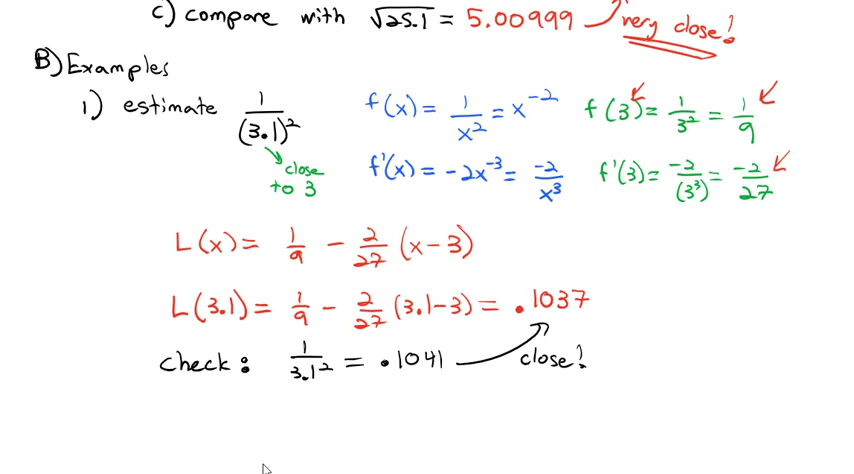 c) compare with √25.1 = 5.00999 very close!
B) Examples
1) estimate 1/(3.1)² f(x) = 1/x² = x⁻² f(3) = 1/3² = 1/9
close to 3 f'(x) = -2x⁻³ = -2/x³ f'(3) = -2/(3³) = -2/27
L(x) = 1/9 - 2/27 (x-3)
L(3.1) = 1/9 - 2/27 (3.1-3) = .1037
check: 1/3.1² = .1041 close!